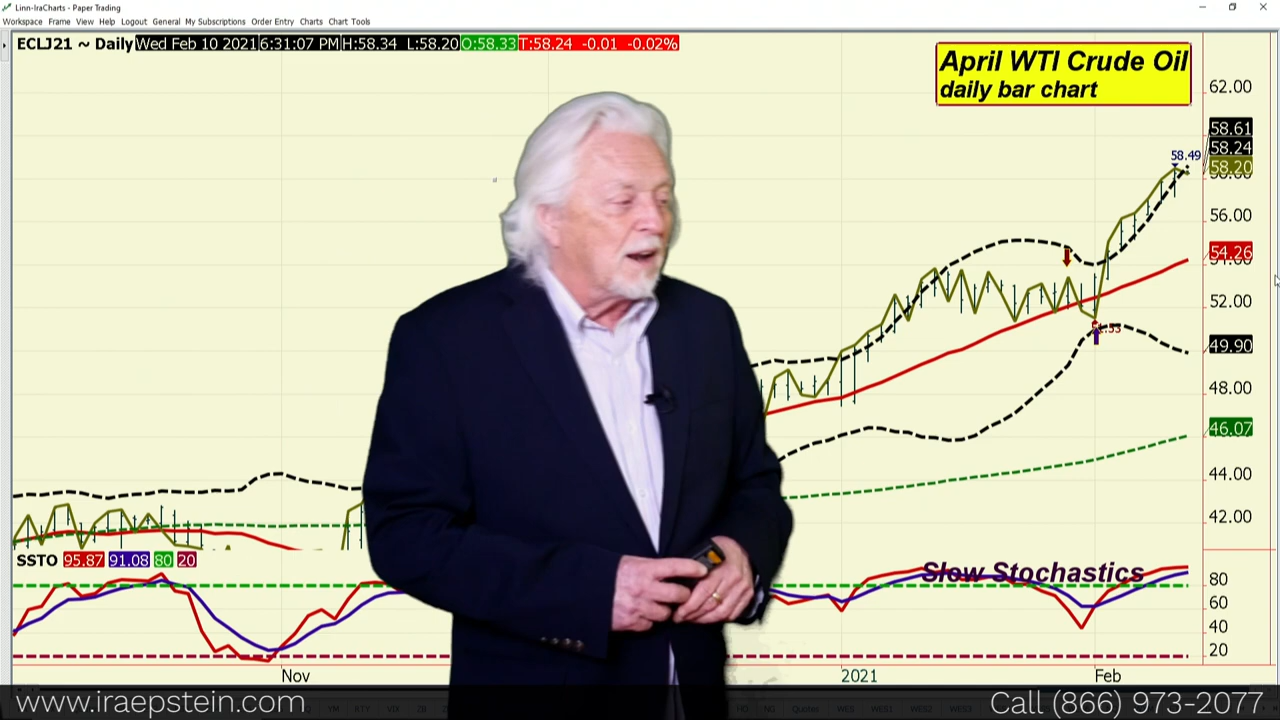 Linn-IraCharts - Paper Trading
Workspace Frame View Help Logout General My Subscriptions Order Entry Charts Chart Tools
ECLJ21 ~ Daily Wed Feb 10 2021 6:31:07 PM H:58.34 L:58.20 O:58.33 T:58.24 -0.01 -0.02%
April WTI Crude Oil
daily bar chart
62.00
58.61
58.24
58.49
58.20
56.00
54.26
52.00
49.90
48.00
46.07
44.00
42.00
SSTO 95.87 91.08 80 20
Slow Stochastics
80
60
40
20
Nov 2021 Feb
www.iraepstein.com Call (866) 973-2077